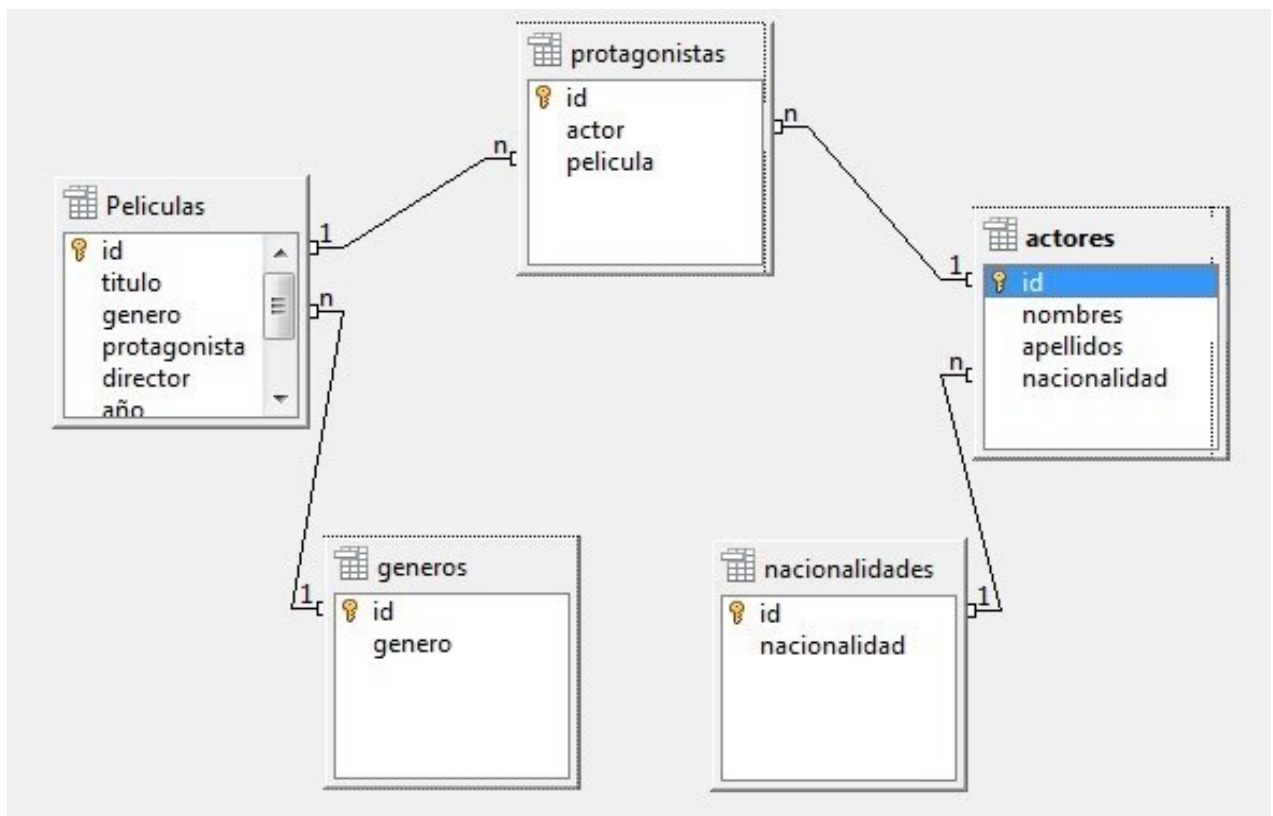 protagonistas
id
actor
pelicula
n
n
Peliculas
id
titulo
genero
protagonista
director
año
1
n
actores
id
nombres
apellidos
nacionalidad
1
n
generos
id
genero
1
nacionalidades
id
nacionalidad
1